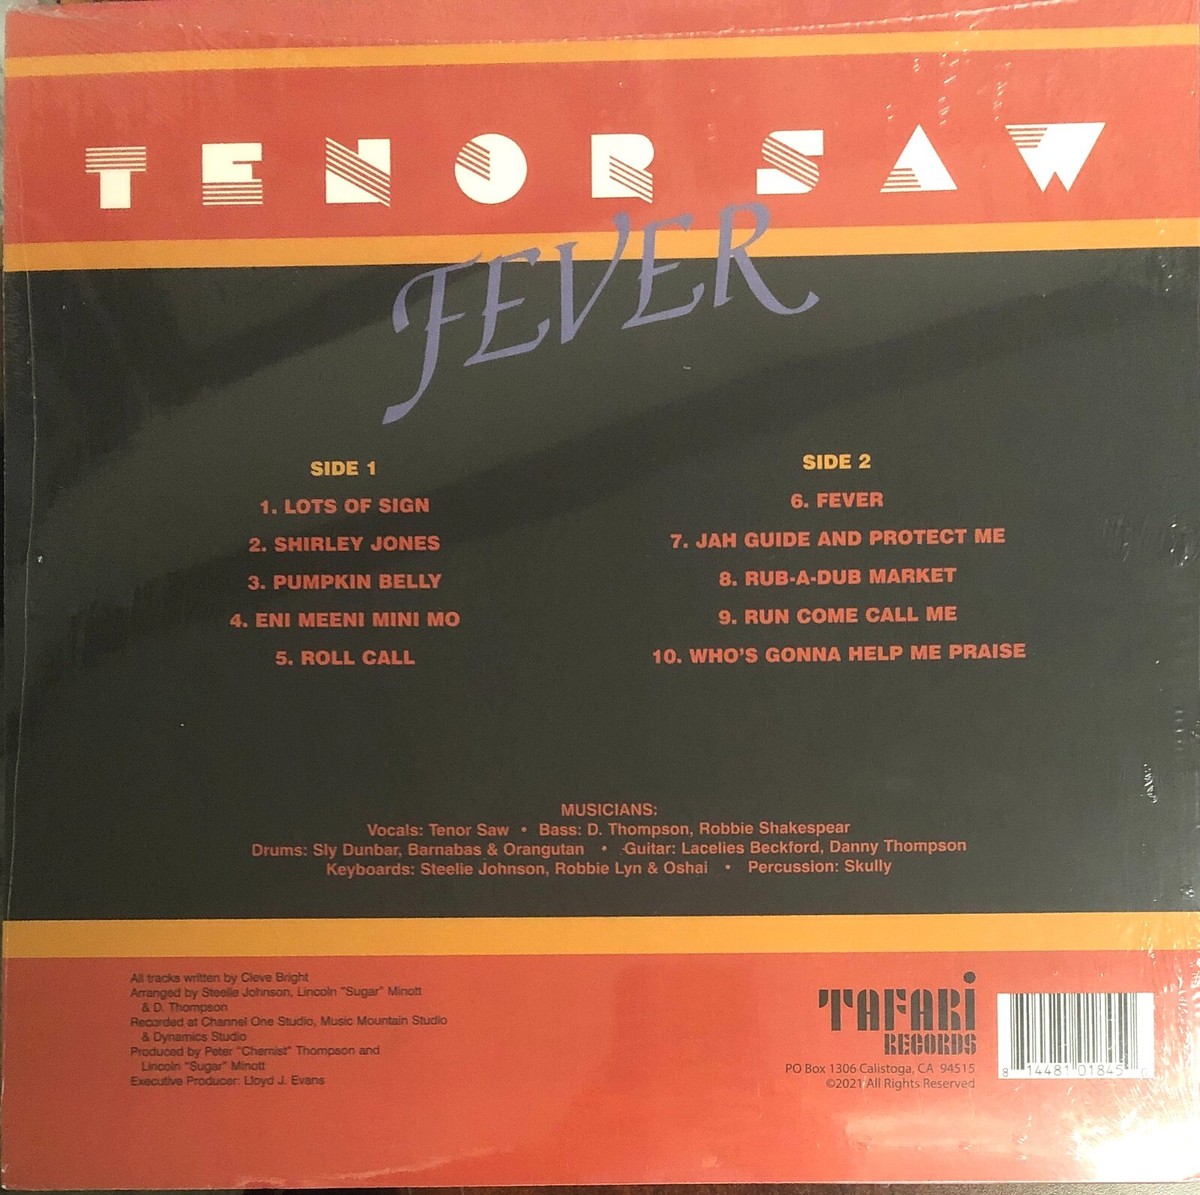 TENOR SAW
FEVER
SIDE 1
1. LOTS OF SIGN
2. SHIRLEY JONES
3. PUMPKIN BELLY
4. ENI MEENI MINI MO
5. ROLL CALL
SIDE 2
6. FEVER
7. JAH GUIDE AND PROTECT ME
8. RUB-A-DUB MARKET
9. RUN COME CALL ME
10. WHO'S GONNA HELP ME PRAISE
MUSICIANS:
Vocals: Tenor Saw • Bass: D. Thompson, Robbie Shakespear
Drums: Sly Dunbar, Barnabas & Orangutan • Guitar: Lacelies Beckford, Danny Thompson
Keyboards: Steelie Johnson, Robbie Lyn & Oshai • Percussion: Skully
All tracks written by Cleve Bright
Arranged by Steelie Johnson, Lincoln "Sugar" Minott
& D. Thompson
Recorded at Channel One Studio, Music Mountain Studio
& Dynamics Studio
Produced by Peter "Chemist" Thompson and
Lincoln "Sugar" Minott
Executive Producer: Lloyd J. Evans
TAFARI
RECORDS
PO Box 1306 Calistoga, CA 94515
©2021 All Rights Reserved
8 14481 01845